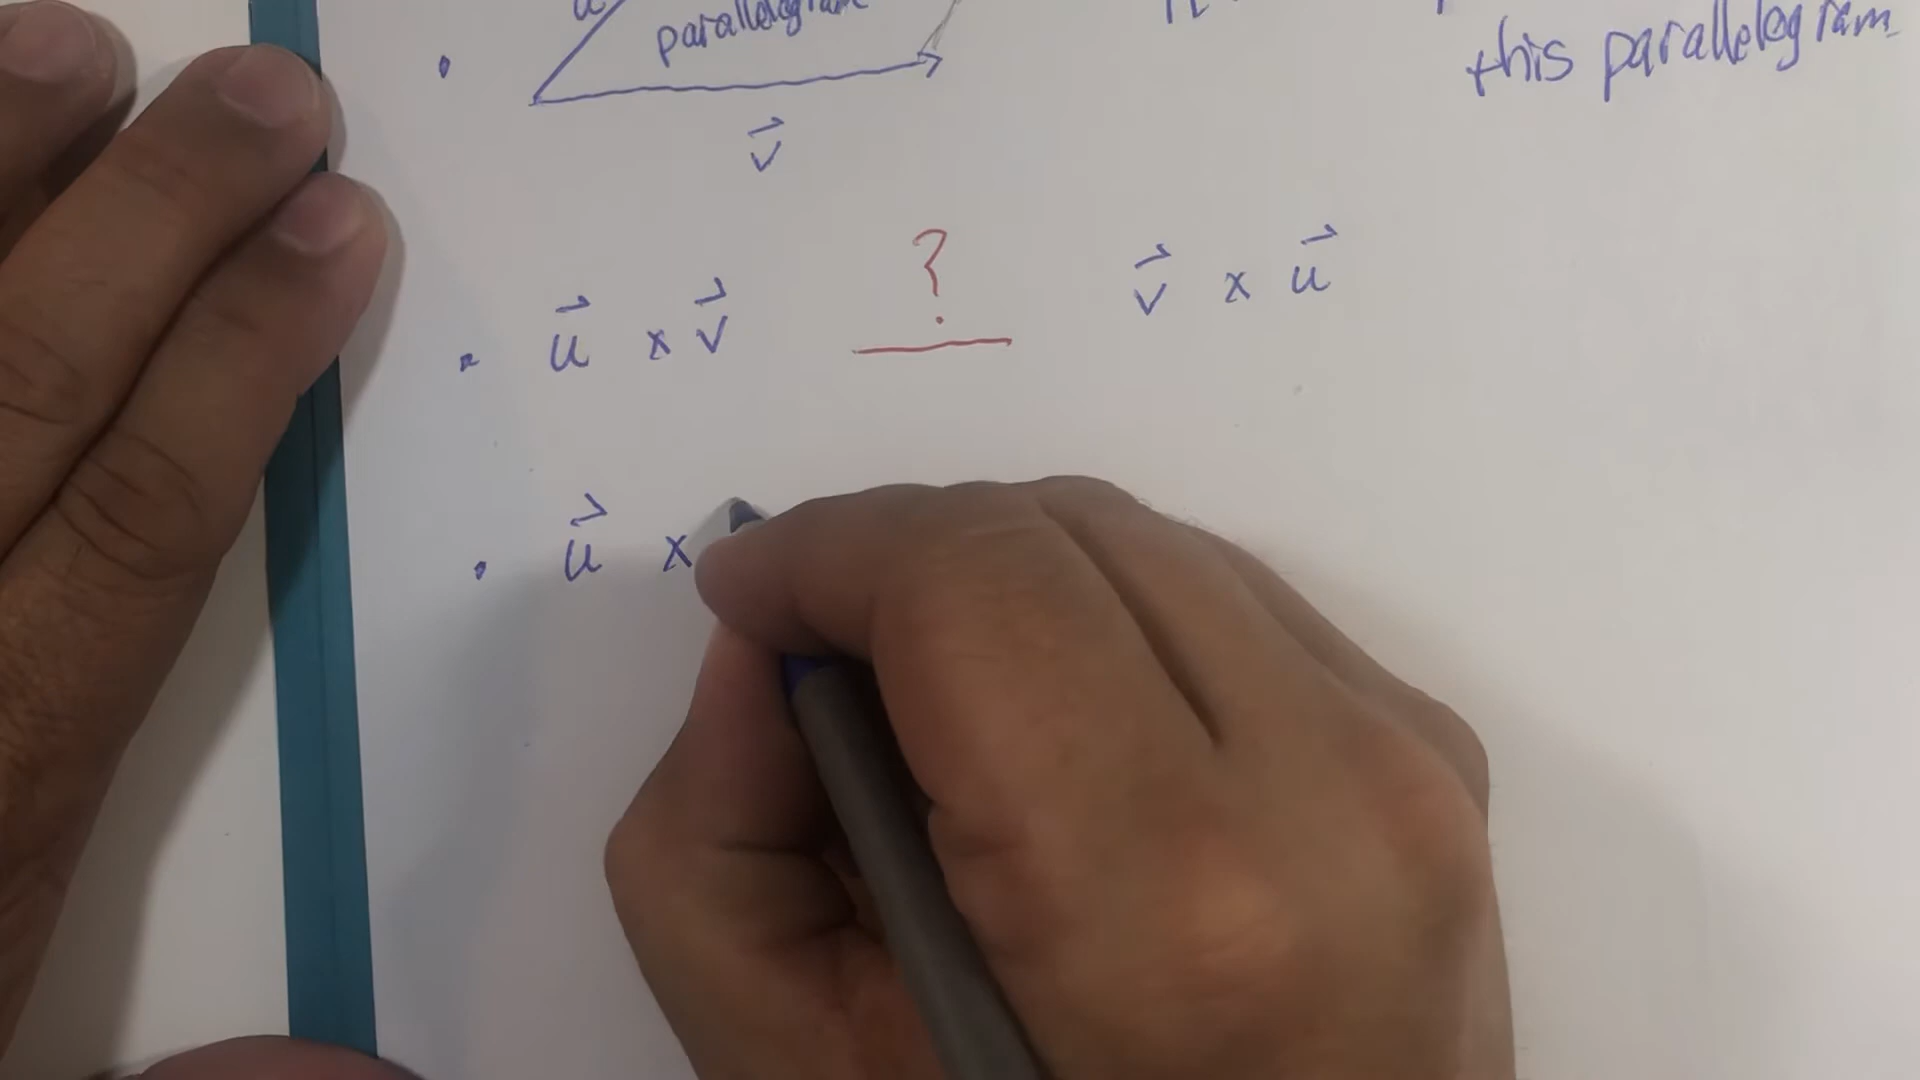 u
parallelogram
this parallelogram
v⃗
u⃗ x v⃗ ? v⃗ x u⃗
u⃗ x